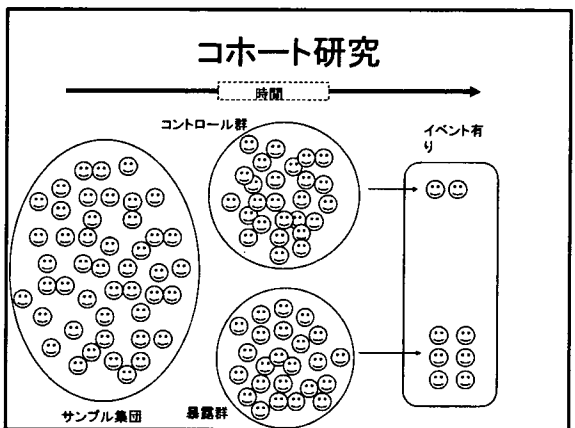 コホート研究
時間
コントロール群
イベント有
り
サンプル集団
暴露群